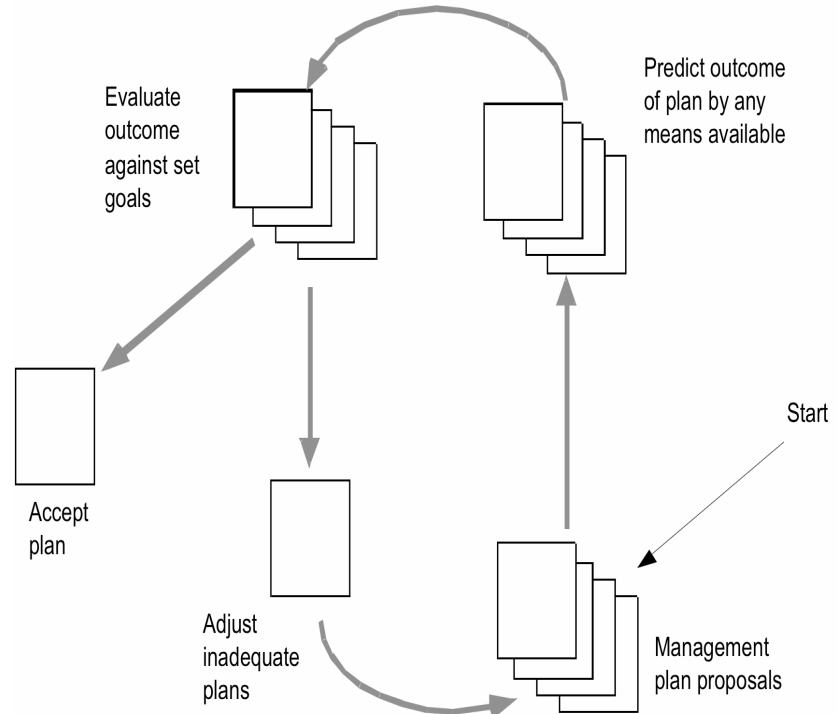 Evaluate
outcome
against set
goals
Predict outcome
of plan by any
means available
Start
Accept
plan
Adjust
inadequate
plans
Management
plan proposals